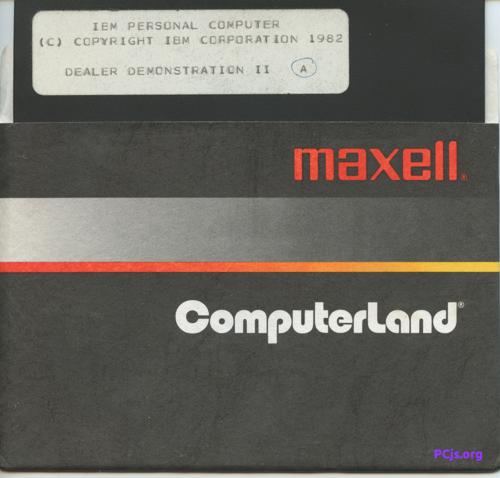 IBM PERSONAL COMPUTER
(C) COPYRIGHT IBM CORPORATION 1982
DEALER DEMONSTRATION II A
maxell®
ComputerLand®
PCjs.org